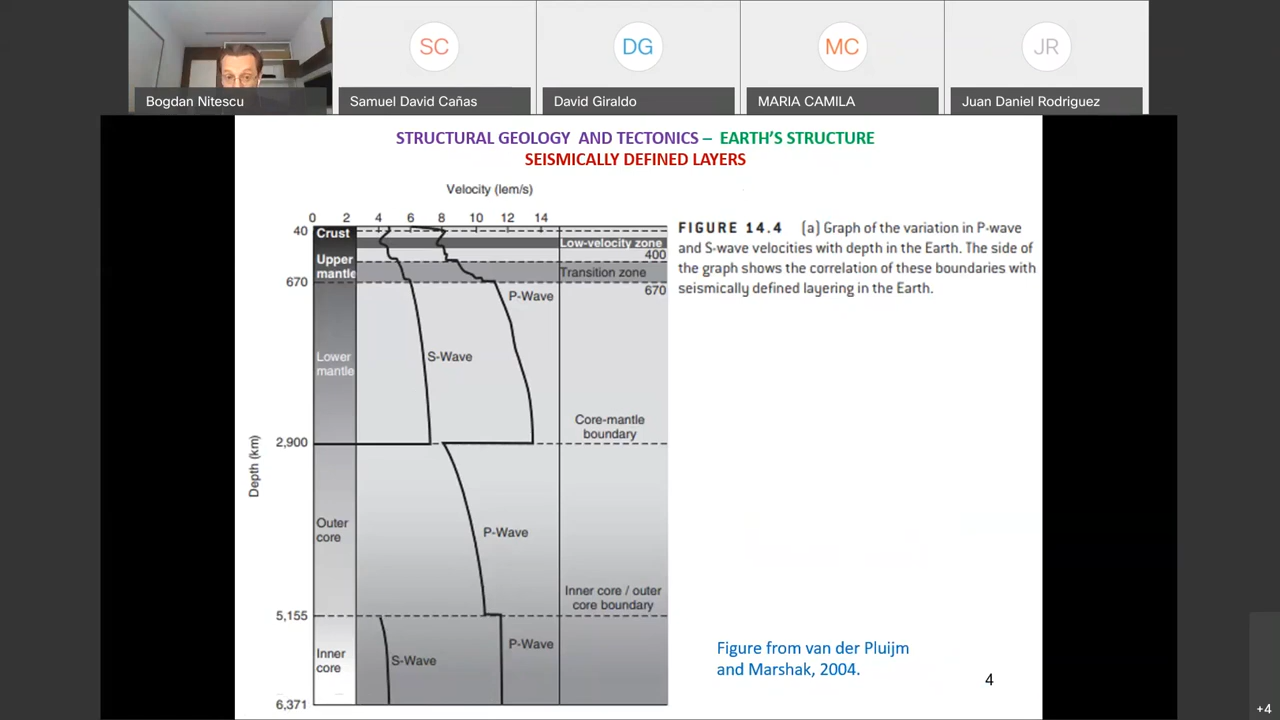 SC
DG
MC
JR
Bogdan Nitescu
Samuel David Cañas
David Giraldo
MARIA CAMILA
Juan Daniel Rodriguez
STRUCTURAL GEOLOGY AND TECTONICS – EARTH'S STRUCTURE
SEISMICALLY DEFINED LAYERS
Velocity (lem/s)
0 2 4 6 8 10 12 14
40
Crust
Low-velocity zone
400
Upper
mantle
Transition zone
670
670
P-Wave
S-Wave
Lower
mantle
Core-mantle
boundary
2,900
Depth (km)
Outer
core
P-Wave
Inner core / outer
core boundary
5,155
P-Wave
Inner
core
S-Wave
6,371
FIGURE 14.4 (a) Graph of the variation in P-wave
and S-wave velocities with depth in the Earth. The side of
the graph shows the correlation of these boundaries with
seismically defined layering in the Earth.
Figure from van der Pluijm
and Marshak, 2004.
4
+4